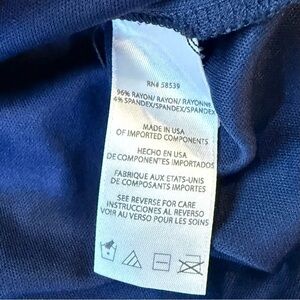 RN# 58539
96% RAYON/ RAYON/ RAYONNE
4% SPANDEX/SPANDEX/SPANDEX
MADE IN USA
OF IMPORTED COMPONENTS
HECHO EN USA
DE COMPONENTES IMPORTADOS
FABRIQUE AUX ETATS-UNIS
DE COMPOSANTS IMPORTES
SEE REVERSE FOR CARE
INSTRUCCIONES AL REVERSO
VOIR AU VERSO POUR LES SOINS